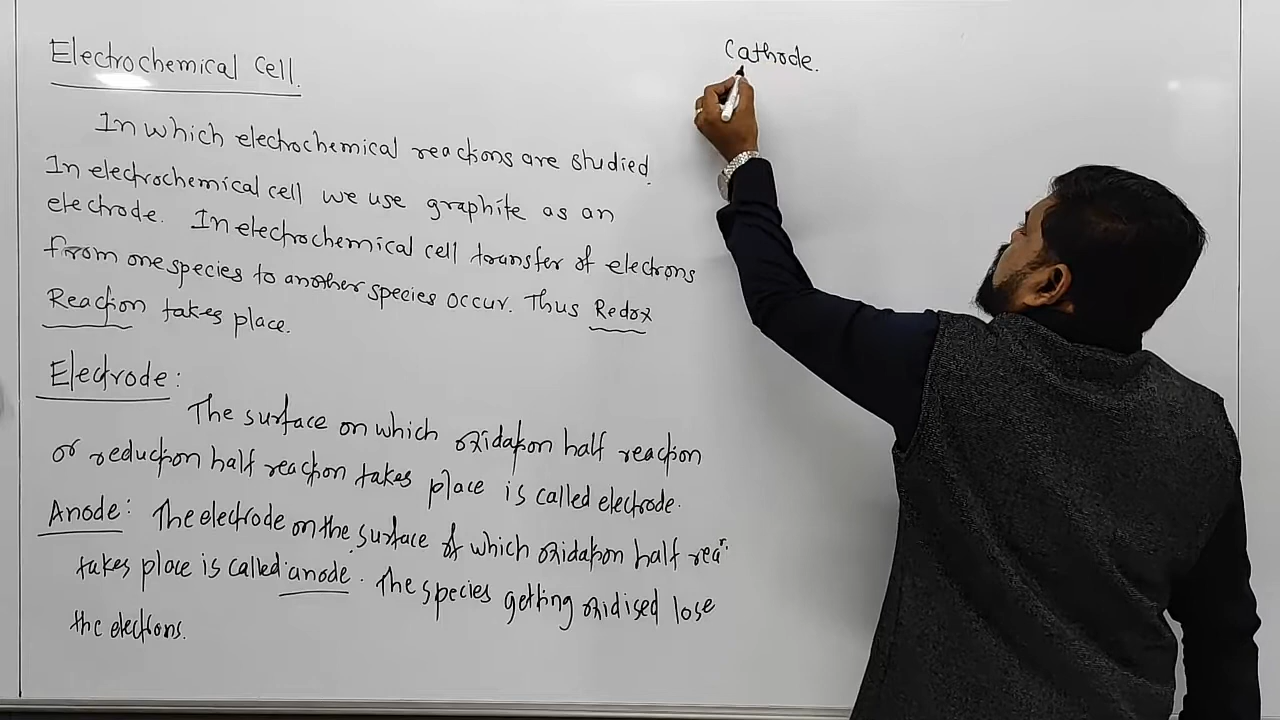 Electrochemical Cell.
In which electrochemical reactions are studied.
In electrochemical cell we use graphite as an
electrode. In electrochemical cell transfer of electrons
from one species to another species occur. Thus Redox
Reaction takes place.
Electrode:
The surface on which oxidation half reaction
or reduction half reaction takes place is called electrode.
Anode: The electrode on the surface of which oxidation half reaⁿ.
takes place is called anode. The species getting oxidised lose
the electrons.
Cathode.